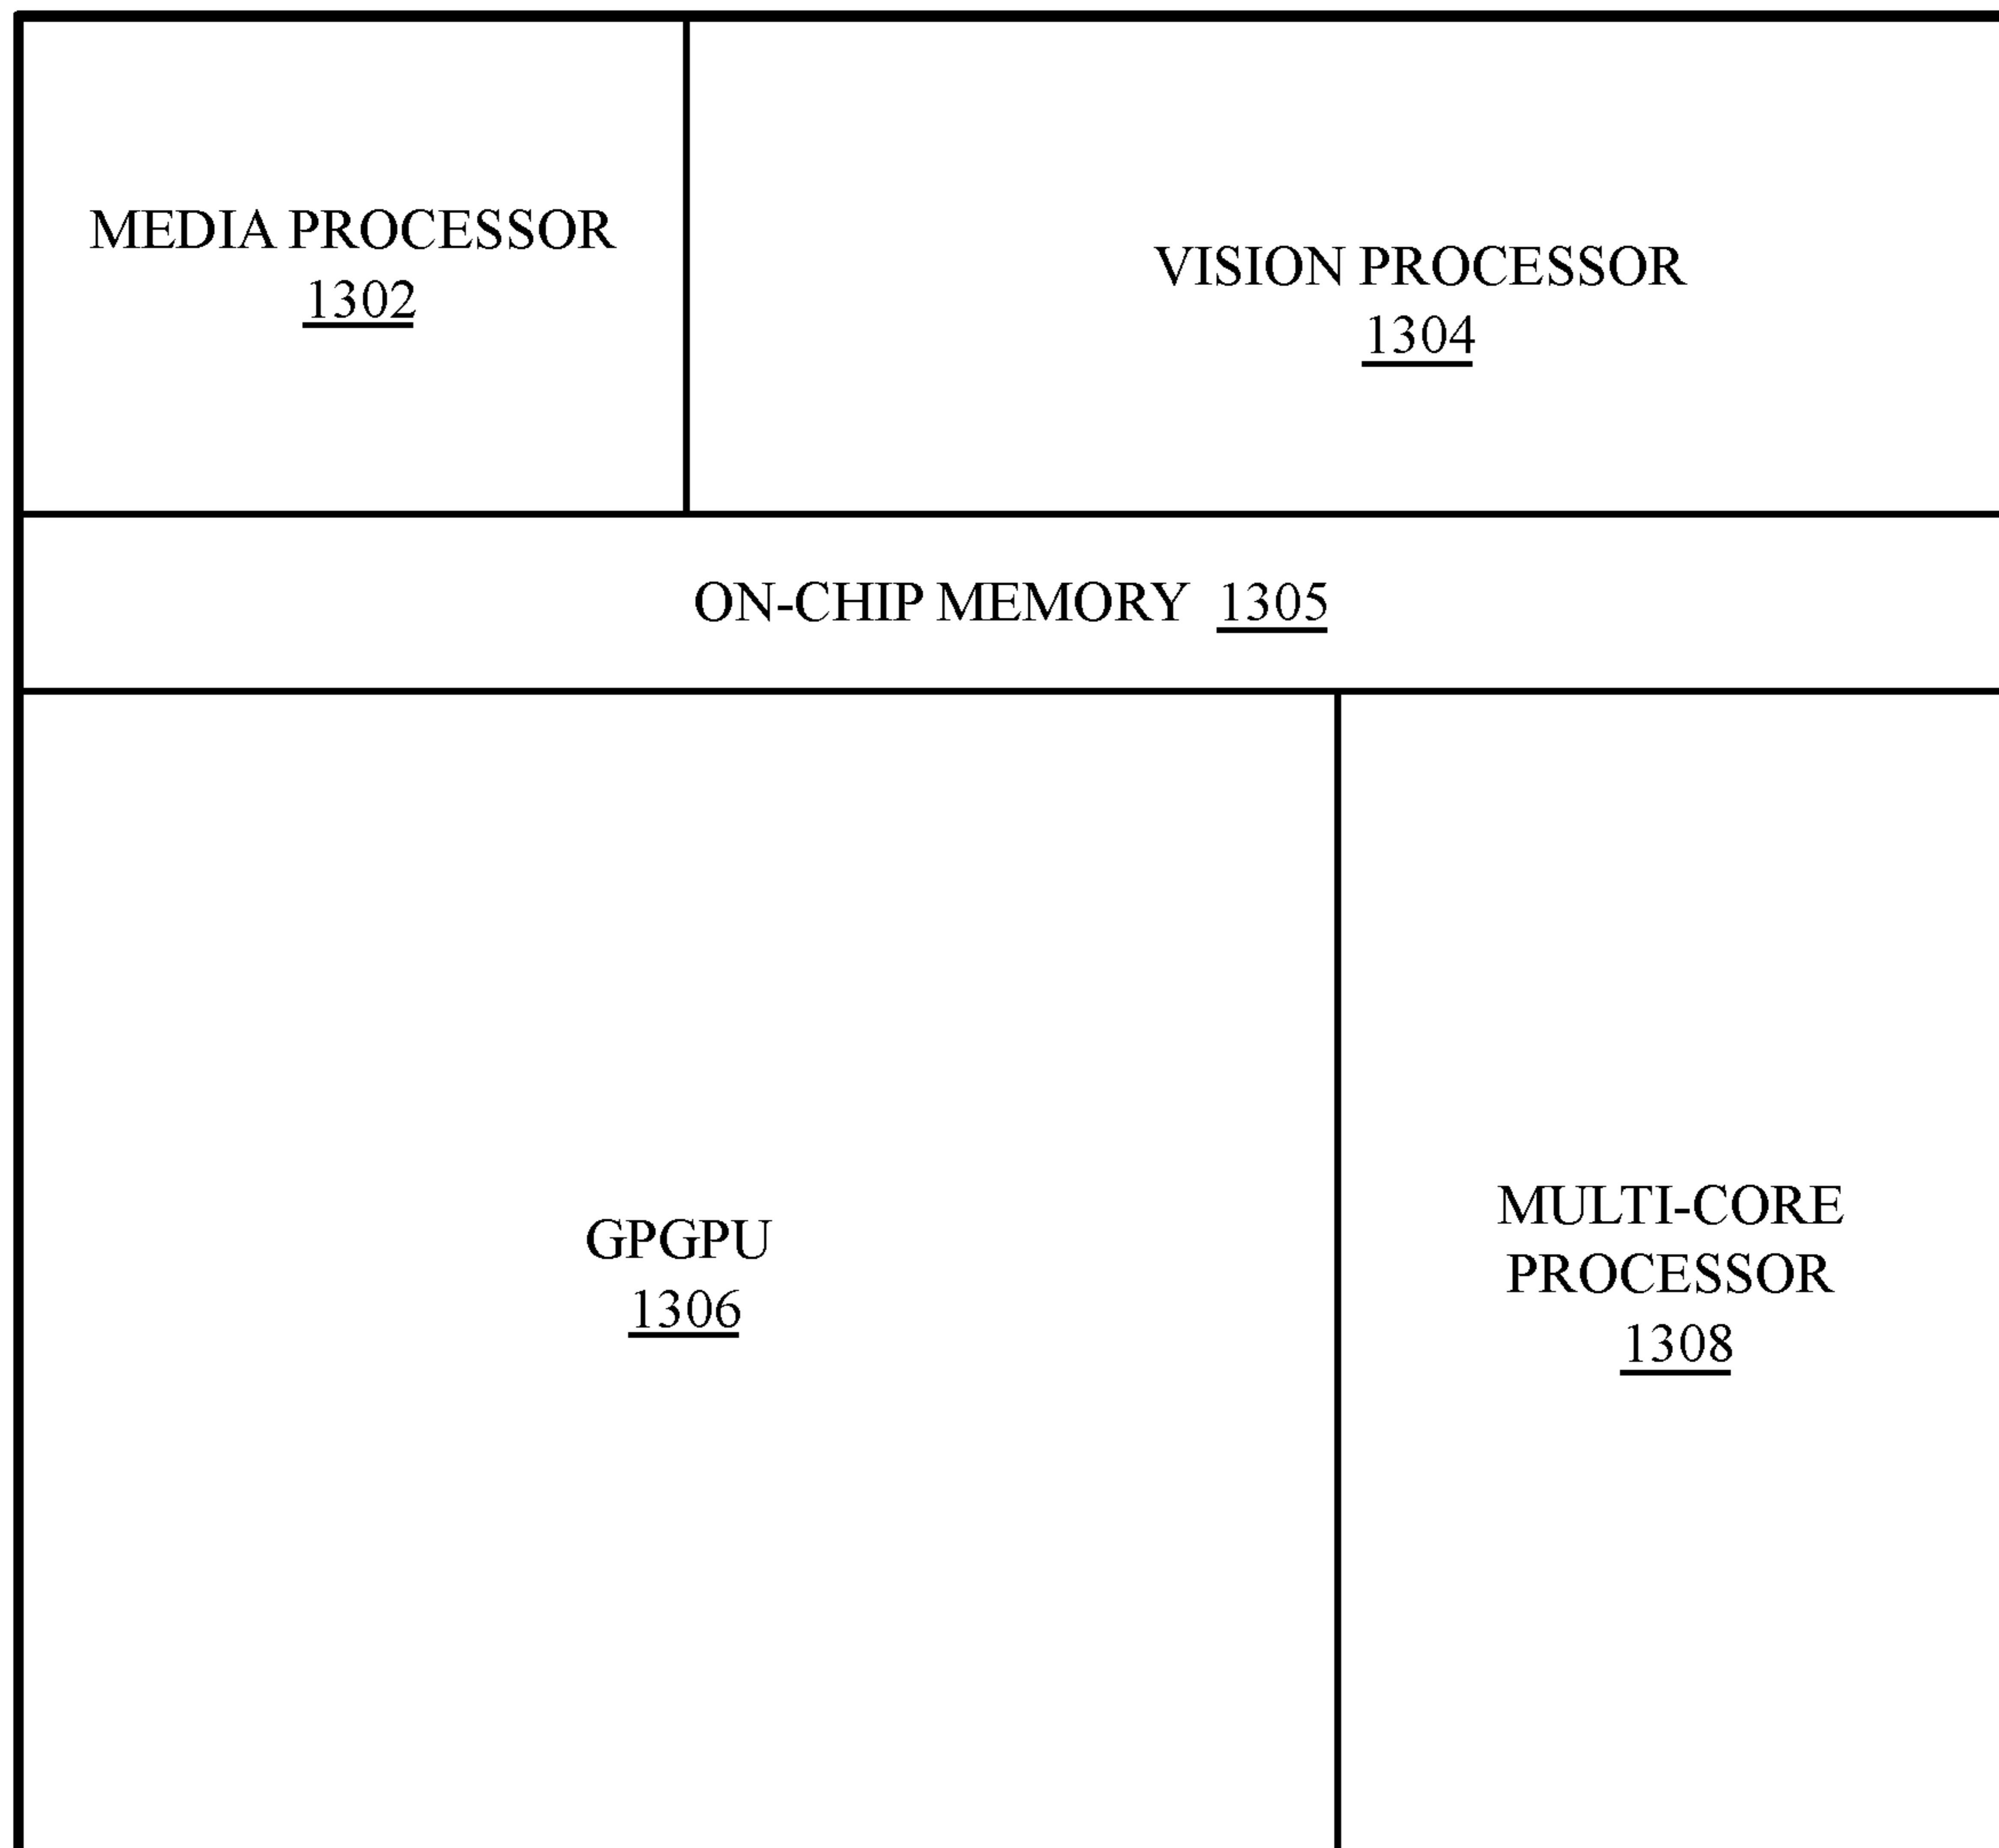 MEDIA PROCESSOR
1302
VISION PROCESSOR
1304
ON-CHIP MEMORY 1305
GPGPU
1306
MULTI-CORE
PROCESSOR
1308